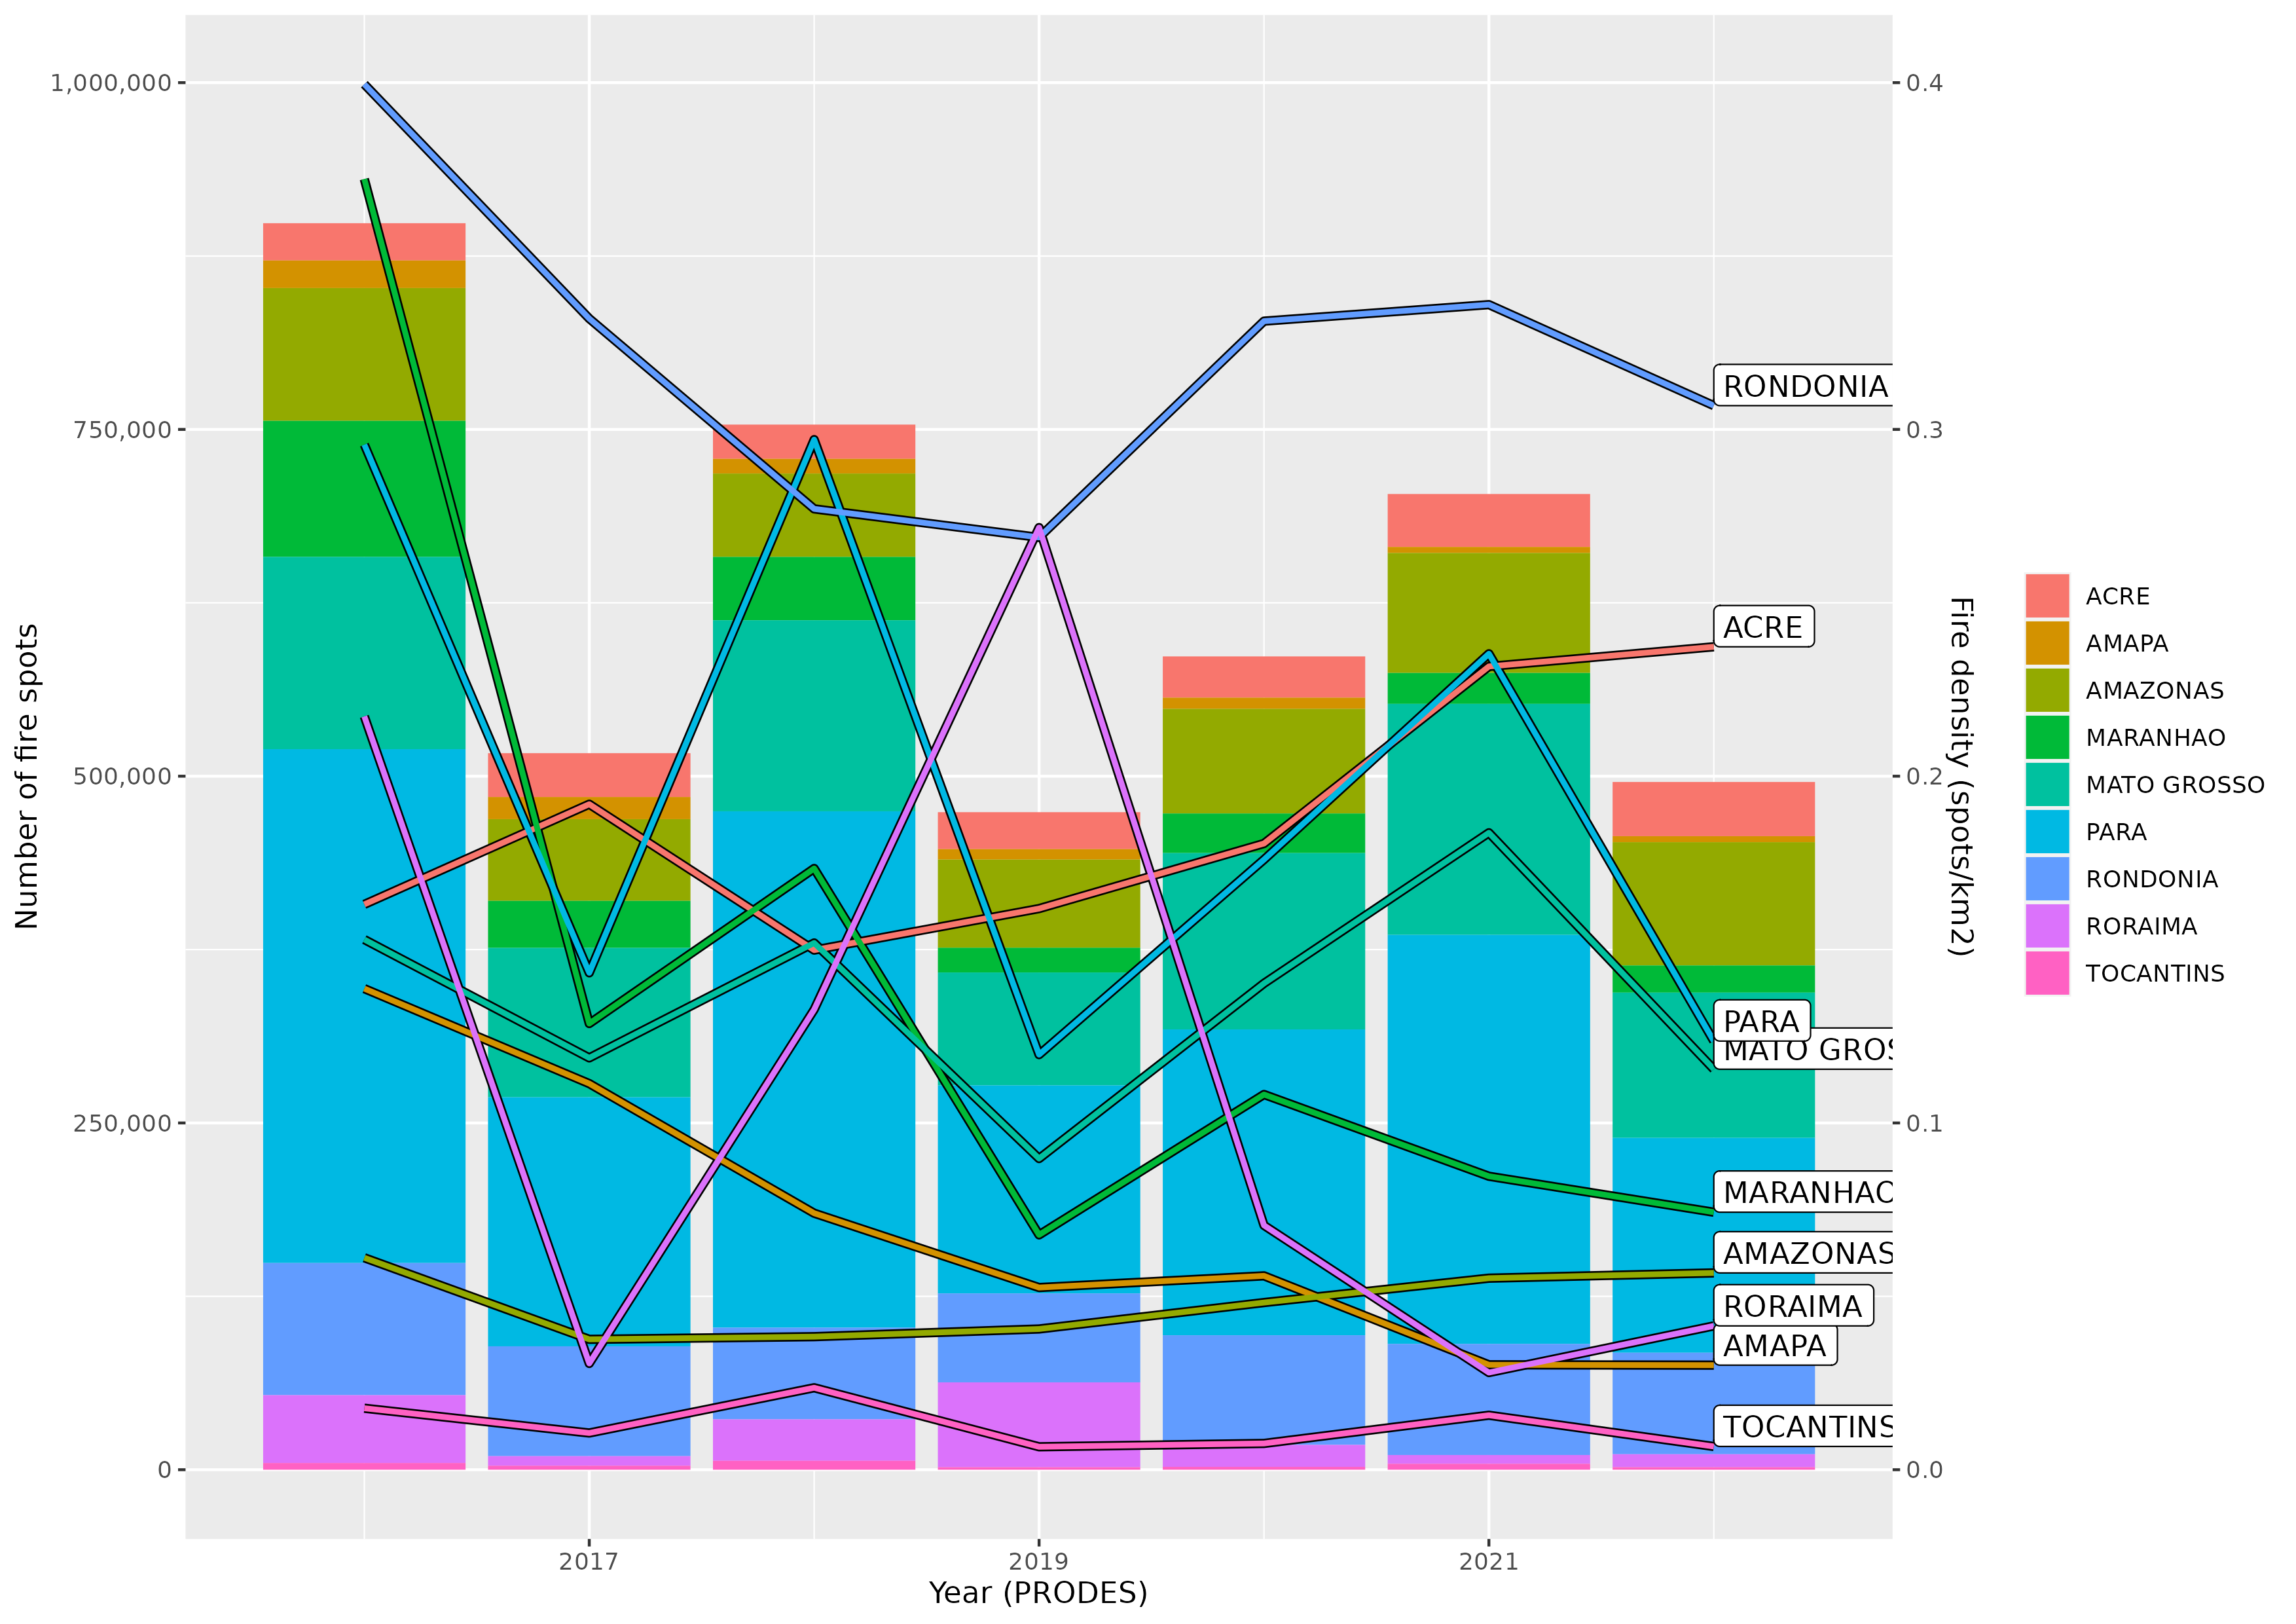 1,000,000
750,000
500,000
250,000
0
Number of fire spots
RONDONIA
ACRE
PARA
MATO GROS
MARANHAO
AMAZONAS
RORAIMA
AMAPA
TOCANTINS
0.4
0.3
0.2
0.1
0.0
Fire density (spots/km2)
2017
2019
2021
Year (PRODES)
ACRE
AMAPA
AMAZONAS
MARANHAO
MATO GROSSO
PARA
RONDONIA
RORAIMA
TOCANTINS